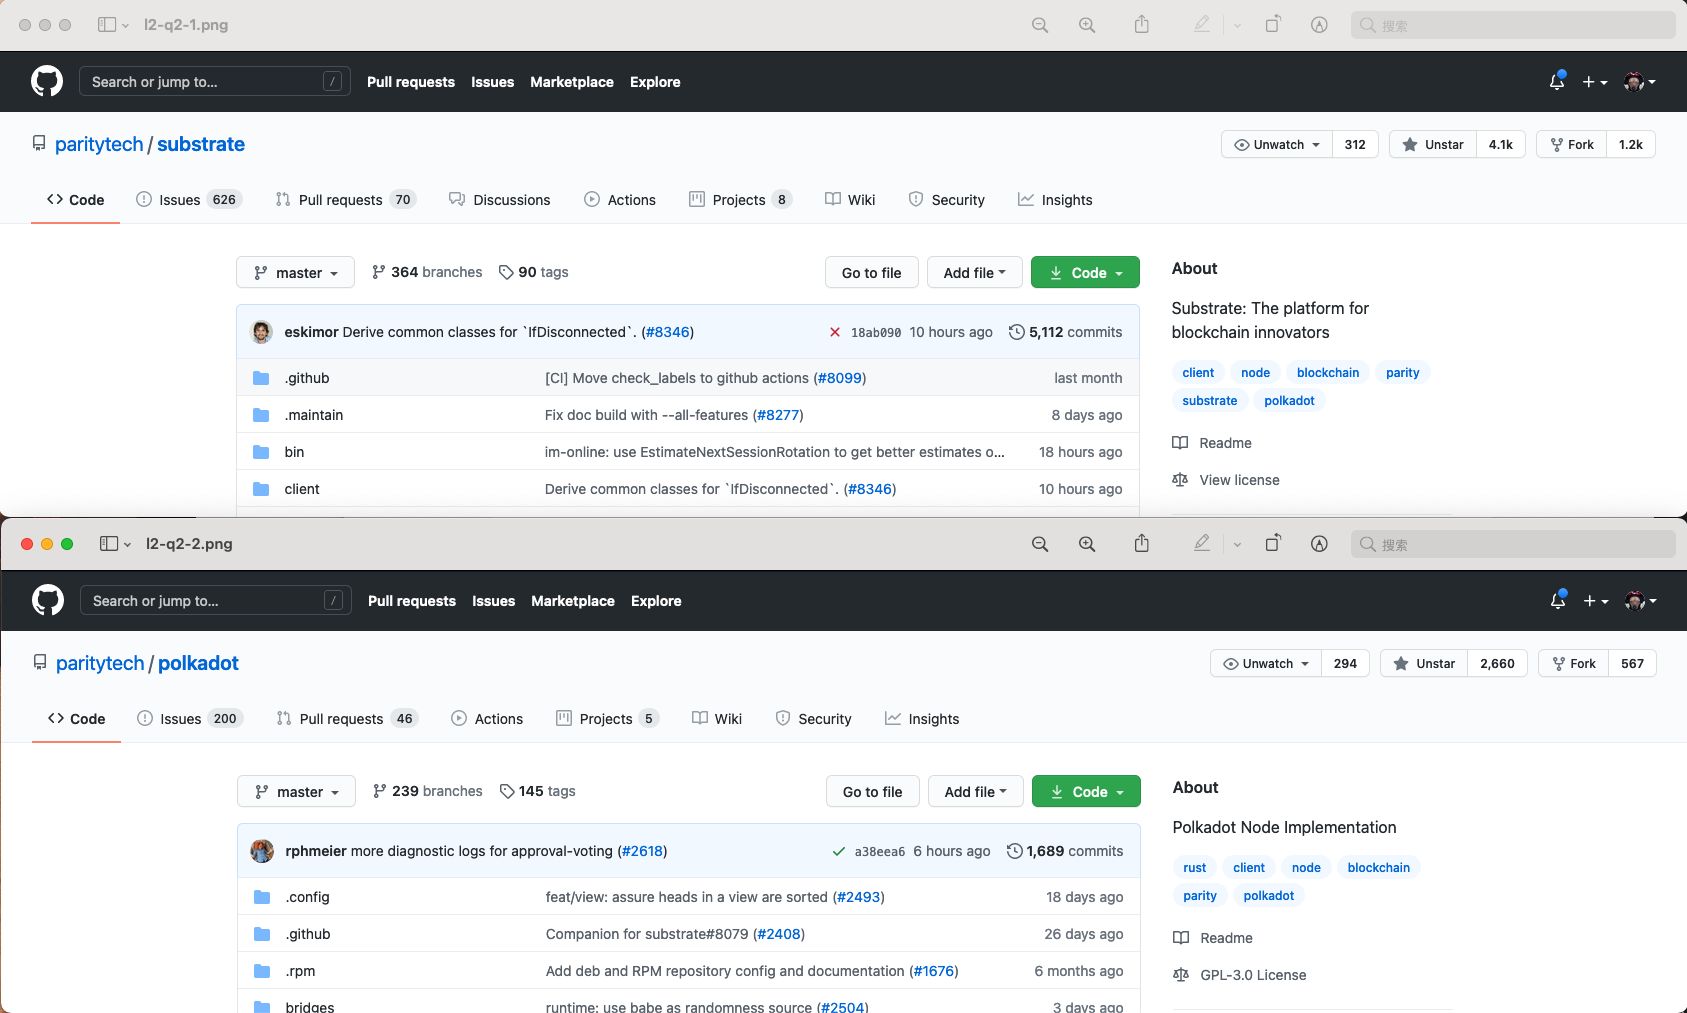 l2-q2-1.png
搜索
Search or jump to... / Pull requests Issues Marketplace Explore
paritytech / substrate Unwatch 312 Unstar 4.1k Fork 1.2k
Code Issues 626 Pull requests 70 Discussions Actions Projects 8 Wiki Security Insights
master 364 branches 90 tags Go to file Add file Code
About
Substrate: The platform for
blockchain innovators
eskimor Derive common classes for `IfDisconnected`. (#8346) 18ab090 10 hours ago 5,112 commits
.github [CI] Move check_labels to github actions (#8099) last month
client node blockchain parity
substrate polkadot
.maintain Fix doc build with --all-features (#8277) 8 days ago
bin im-online: use EstimateNextSessionRotation to get better estimates o... 18 hours ago
Readme
client Derive common classes for `IfDisconnected`. (#8346) 10 hours ago
View license
l2-q2-2.png
搜索
Search or jump to... / Pull requests Issues Marketplace Explore
paritytech / polkadot Unwatch 294 Unstar 2,660 Fork 567
Code Issues 200 Pull requests 46 Actions Projects 5 Wiki Security Insights
master 239 branches 145 tags Go to file Add file Code
About
Polkadot Node Implementation
rphmeier more diagnostic logs for approval-voting (#2618) a38eea6 6 hours ago 1,689 commits
rust client node blockchain
parity polkadot
.config feat/view: assure heads in a view are sorted (#2493) 18 days ago
.github Companion for substrate#8079 (#2408) 26 days ago
Readme
.rpm Add deb and RPM repository config and documentation (#1676) 6 months ago
GPL-3.0 License
bridges runtime: use babe as randomness source (#2504) 3 days ago